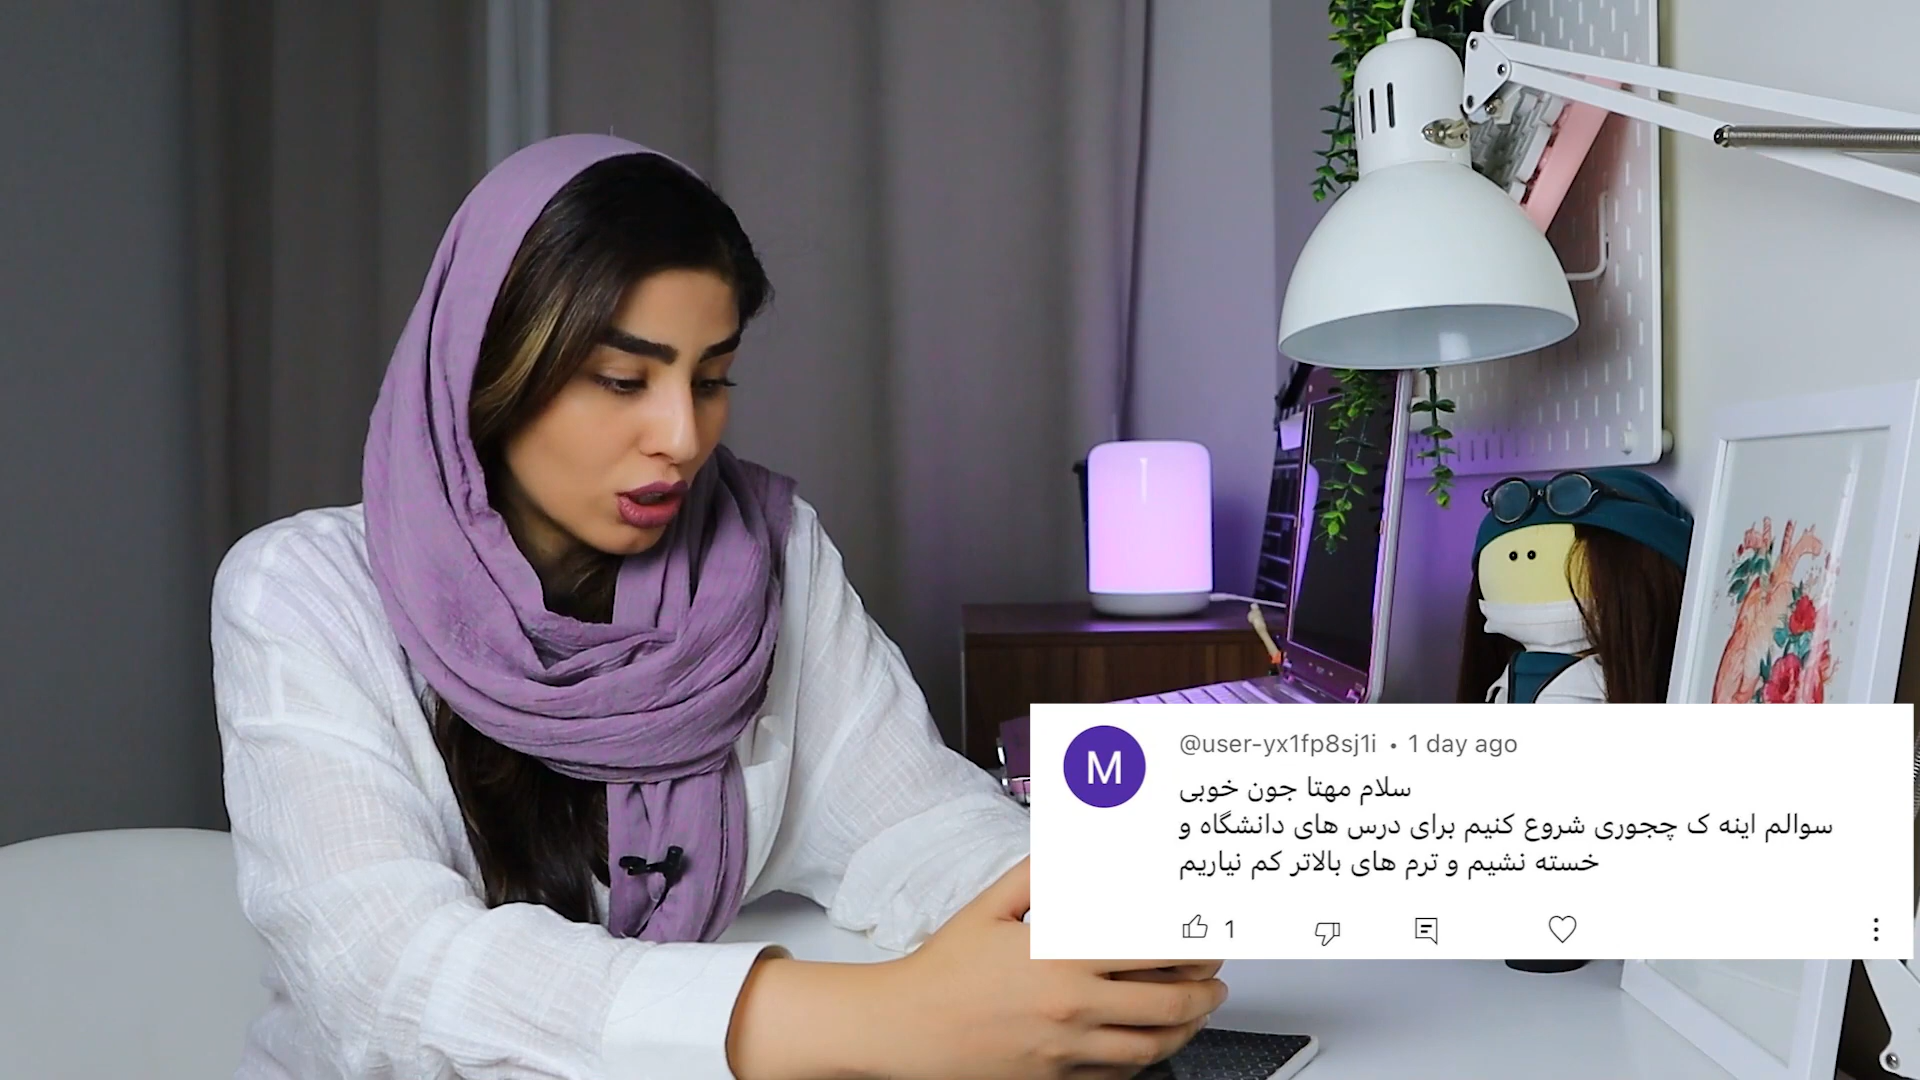 M
@user-yx1fp8sj1i • 1 day ago
سلام مهتا جون خوبی
سوالم اینه ک چجوری شروع کنیم برای درس های دانشگاه و
خسته نشیم و ترم های بالاتر کم نیاریم
1